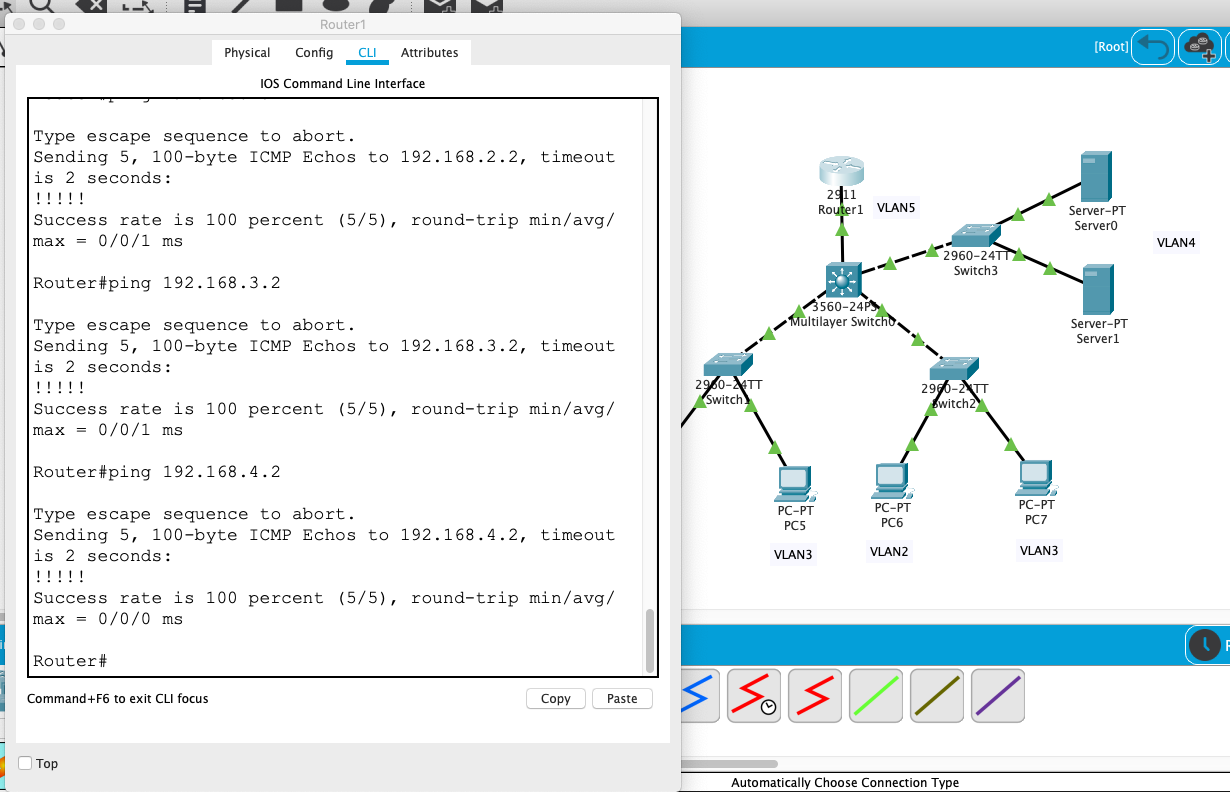 Router1
Physical
Config
CLI
Attributes
IOS Command Line Interface
Type escape sequence to abort.
Sending 5, 100-byte ICMP Echos to 192.168.2.2, timeout
is 2 seconds:
!!!!!
Success rate is 100 percent (5/5), round-trip min/avg/
max = 0/0/1 ms
Router#ping 192.168.3.2
Type escape sequence to abort.
Sending 5, 100-byte ICMP Echos to 192.168.3.2, timeout
is 2 seconds:
!!!!!
Success rate is 100 percent (5/5), round-trip min/avg/
max = 0/0/1 ms
Router#ping 192.168.4.2
Type escape sequence to abort.
Sending 5, 100-byte ICMP Echos to 192.168.4.2, timeout
is 2 seconds:
!!!!!
Success rate is 100 percent (5/5), round-trip min/avg/
max = 0/0/0 ms
Router#
Command+F6 to exit CLI focus
Copy
Paste
Top
[Root]
2911
Router1
VLAN5
Server-PT
Server0
VLAN4
2960-24TT
Switch3
3560-24PS
Multilayer Switch0
Server-PT
Server1
2960-24TT
Switch1
2960-24TT
Switch2
PC-PT
PC5
VLAN3
PC-PT
PC6
VLAN2
PC-PT
PC7
VLAN3
Automatically Choose Connection Type